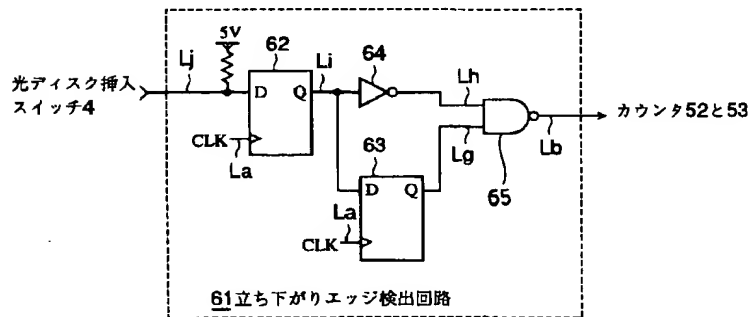 5V
62
64
Lj
Li
Lh
光ディスク挿入
スイッチ4
D Q
カウンタ52と53
CLK
La
63
Lg
Lb
65
D Q
La
CLK
61立ち下がりエッジ検出回路